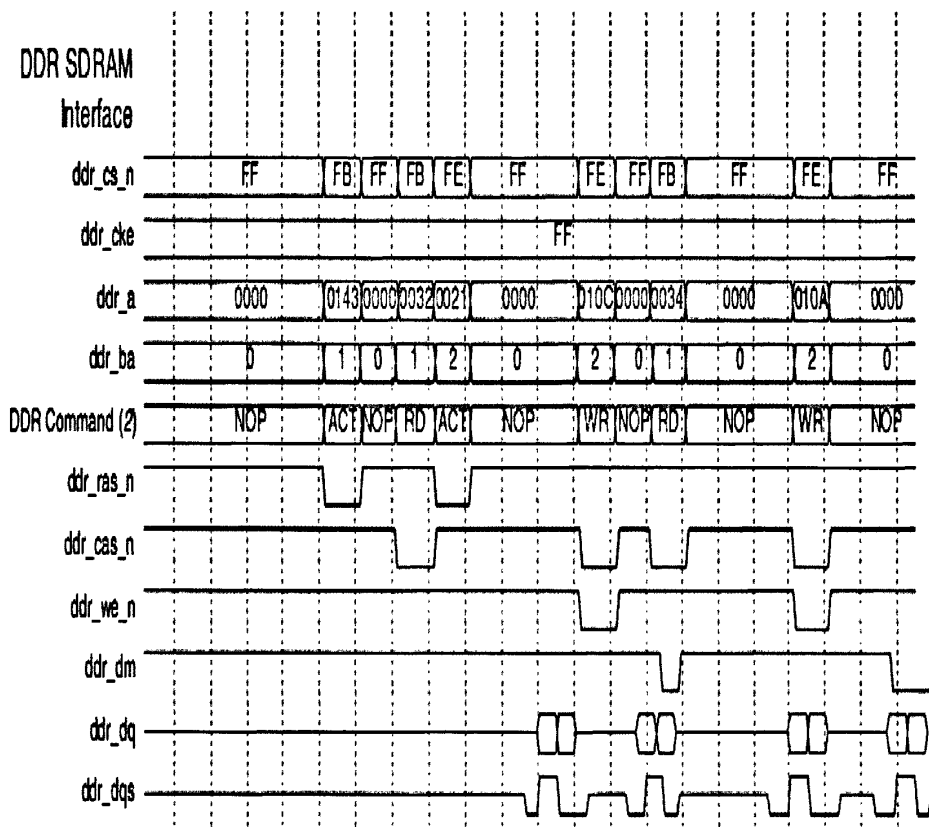 DDR SDRAM
Interface
ddr_cs_n FF FB FF FB FE FF FE FF FB FF FE FF
ddr_cke FF
ddr_a 0000 0143 0000 0032 0021 0000 010C 0000 0034 0000 010A 0000
ddr_ba 0 1 0 1 2 0 2 0 1 0 2 0
DDR Command (2) NOP ACT NOP RD ACT NOP WR NOP RD NOP WR NOP
ddr_ras_n
ddr_cas_n
ddr_we_n
ddr_dm
ddr_dq
ddr_dqs